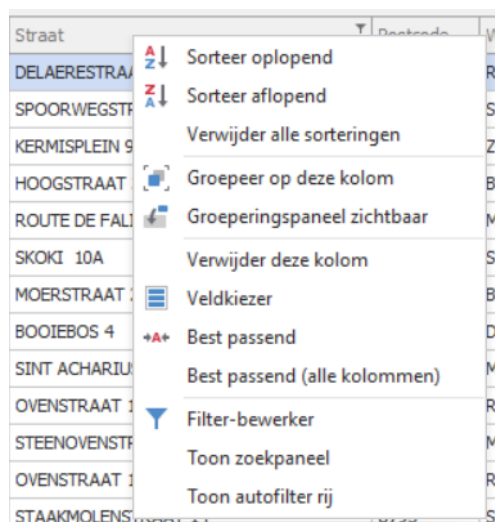 Straat Postcode W
DELAERESTRAA Sorteer oplopend R
SPOORWEGSTR Sorteer aflopend S
KERMISPLEIN 9 Verwijder alle sorteringen Z
HOOGSTRAAT Groepeer op deze kolom B
ROUTE DE FALI Groeperingspaneel zichtbaar M
SKOKI 10A Verwijder deze kolom S
MOERSTRAAT Veldkiezer B
BOOIEBOS 4 Best passend D
SINT ACHARIUS Best passend (alle kolommen) M
OVENSTRAAT 1 Filter-bewerker R
STEENOVENSTR Toon zoekpaneel M
OVENSTRAAT 1 Toon autofilter rij R
STAAKMOLENSTRAAT S